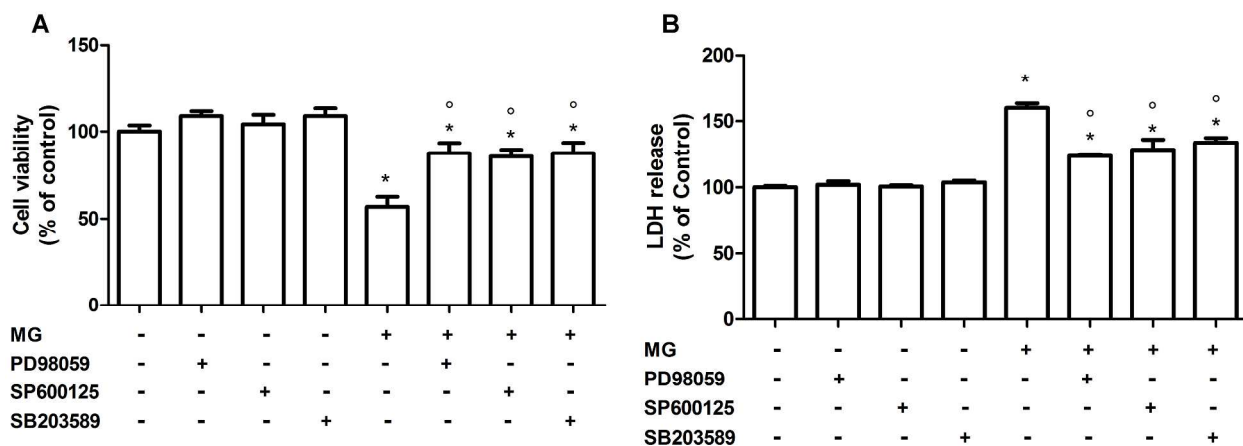 A
Cell viability
(% of control)
150
100
50
0
° ° °
* * * *
MG - - - - + + + +
PD98059 - + - - - + - -
SP600125 - - + - - - + -
SB203589 - - - + - - - +
B
LDH release
(% of Control)
200
150
100
50
0
* ° ° °
* * *
MG - - - - + + + +
PD98059 - + - - - + - -
SP600125 - - + - - - + -
SB203589 - - - + - - - +